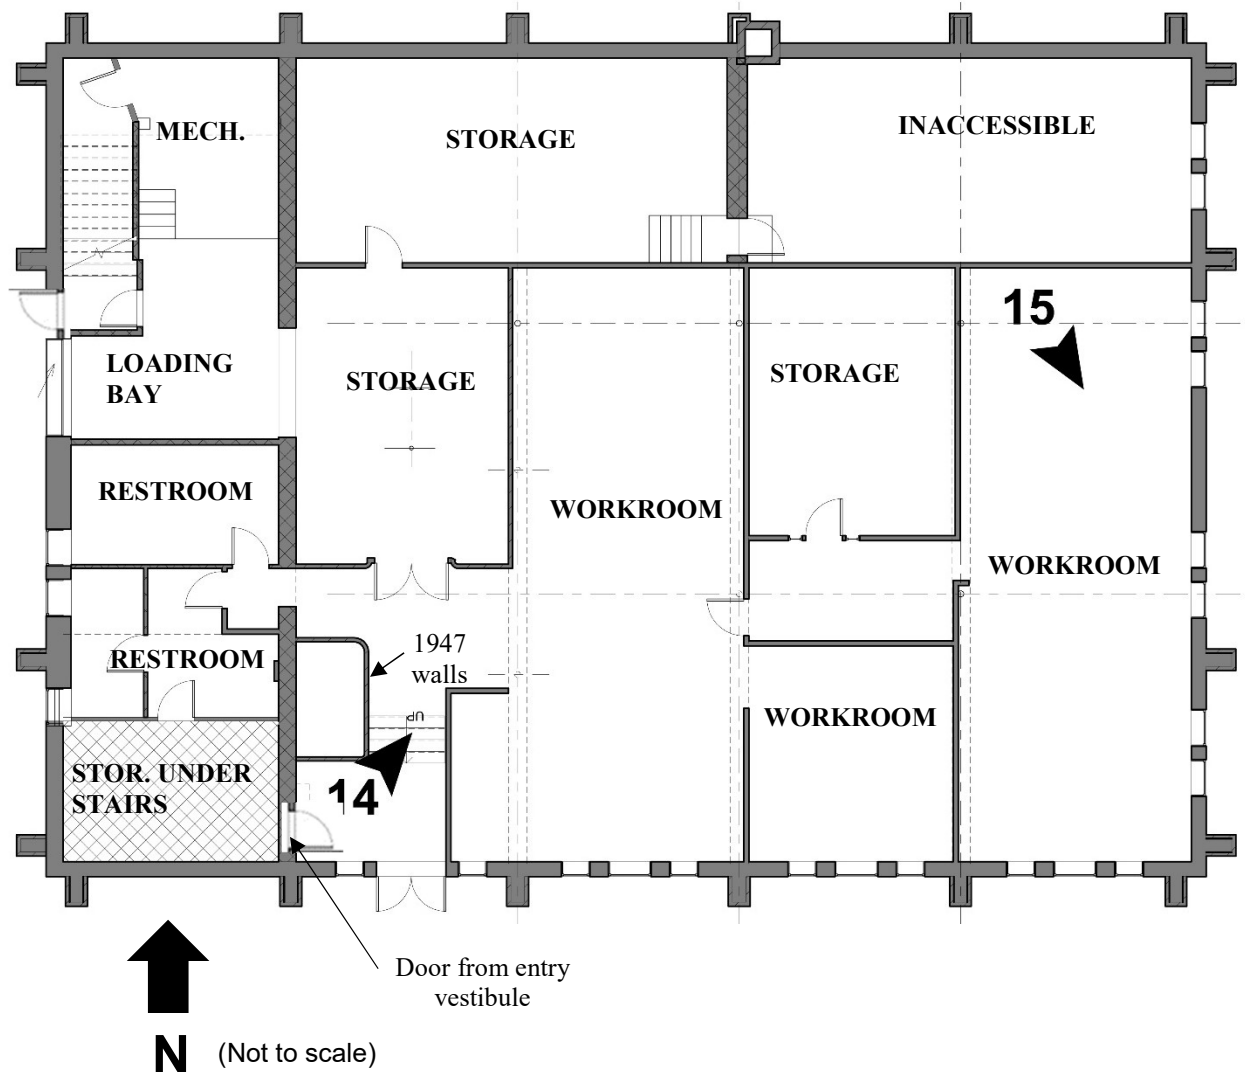 MECH.
STORAGE
INACCESSIBLE
15
LOADING
BAY
STORAGE
STORAGE
RESTROOM
WORKROOM
WORKROOM
1947
walls
RESTROOM
UP
WORKROOM
STOR. UNDER
STAIRS
14
Door from entry
vestibule
N
(Not to scale)